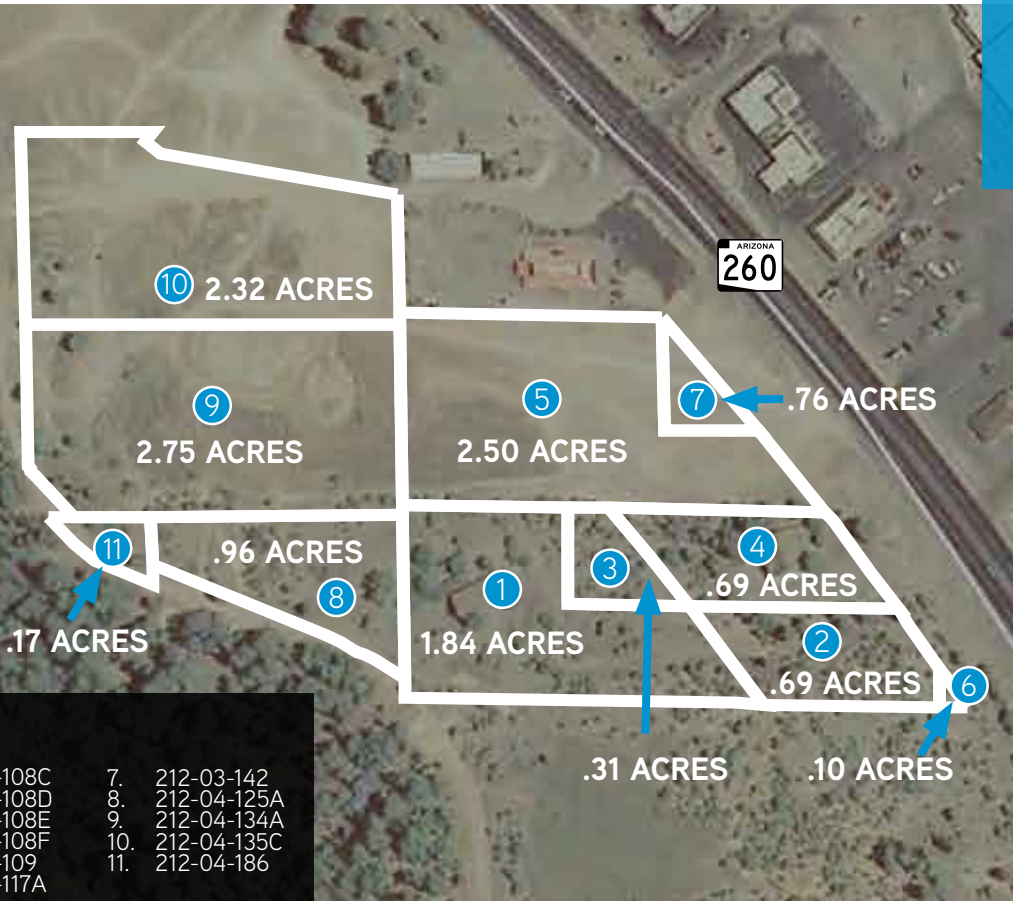 ARIZONA
260
10 2.32 ACRES
9
2.75 ACRES
5
2.50 ACRES
7 .76 ACRES
11
.17 ACRES
.96 ACRES
8
1
1.84 ACRES
3
.31 ACRES
4
.69 ACRES
2
.69 ACRES
6
.10 ACRES
-108C
-108D
-108E
-108F
-109
-117A
7. 212-03-142
8. 212-04-125A
9. 212-04-134A
10. 212-04-135C
11. 212-04-186